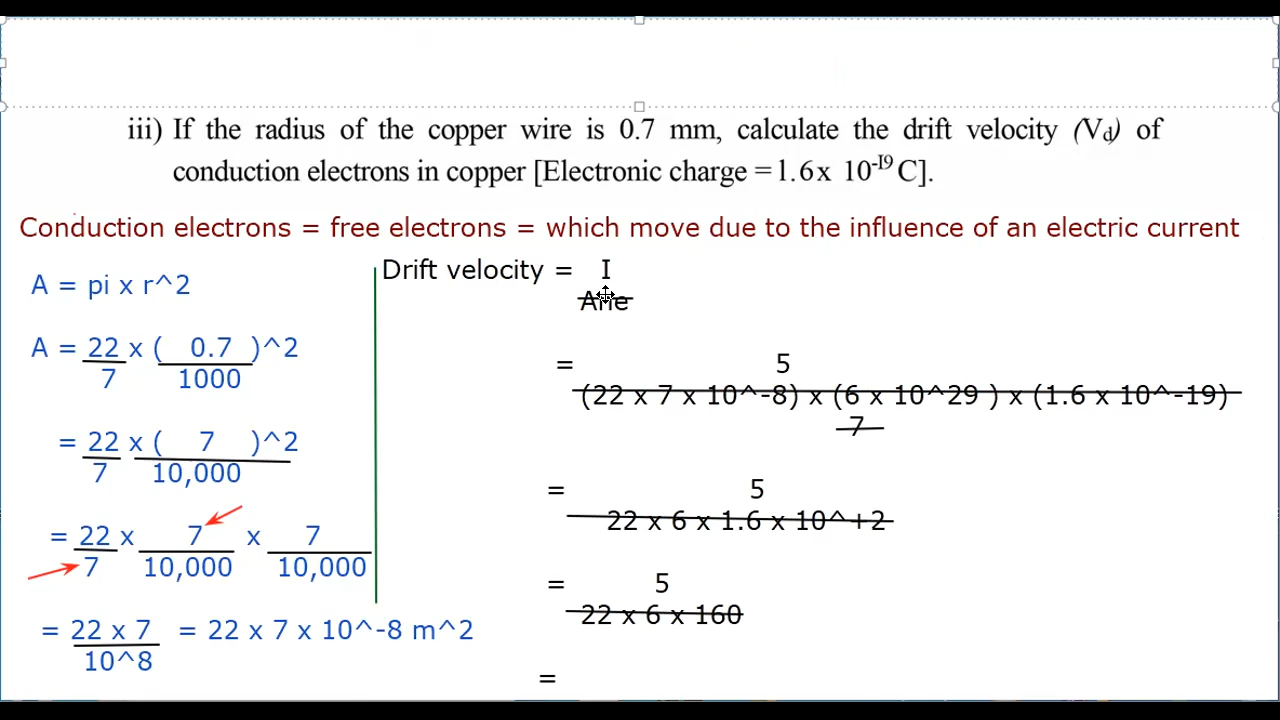 iii) If the radius of the copper wire is 0.7 mm, calculate the drift velocity (Vd) of
conduction electrons in copper [Electronic charge = 1.6x 10^-19 C].
Conduction electrons = free electrons = which move due to the influence of an electric current
A = pi x r^2
A = 22 x ( 0.7 )^2
7 1000
= 22 x ( 7 )^2
7 10,000
= 22 x 7 x 7
7 10,000 10,000
= 22 x 7 = 22 x 7 x 10^-8 m^2
10^8
Drift velocity = I
Ane
= 5
(22 x 7 x 10^-8) x (6 x 10^29 ) x (1.6 x 10^-19)
7
= 5
22 x 6 x 1.6 x 10^+2
= 5
22 x 6 x 160
=